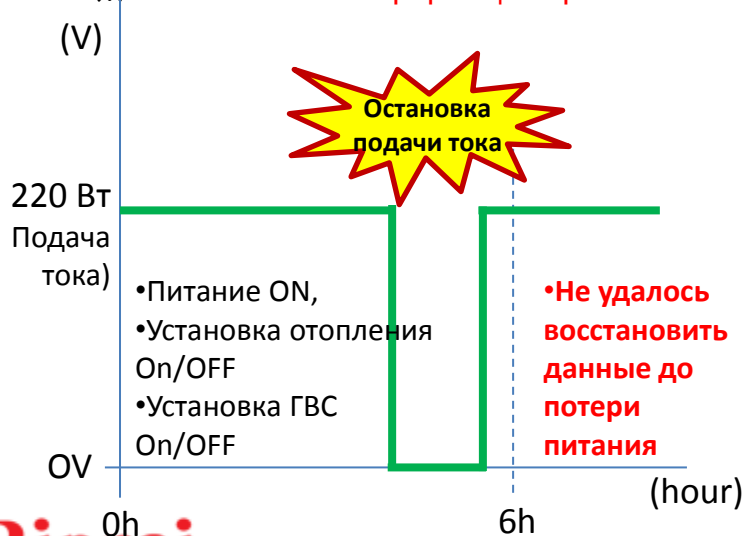 (V)
Остановка
подачи тока
220 Вт
Подача
тока)
•Питание ON,
•Установка отопления
On/OFF
•Установка ГВС
On/OFF
•Не удалось
восстановить
данные до
потери
питания
OV
(hour)
0h
6h